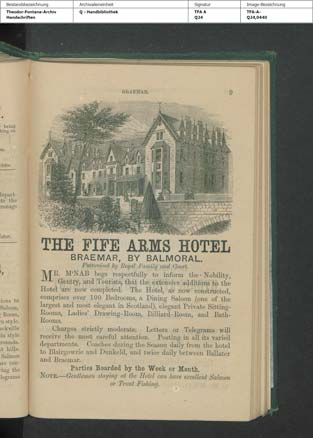 Bestandsbezeichnung Archivaleneinheit Signatur Image-Bezeichnung
Theodor-Fontane-Archiv Q - Handbibliothek TFA A TFA-A-
Handschriften Q24 Q24,0440
BRAEMAR. 9
THE FIFE ARMS HOTEL
BRAEMAR, BY BALMORAL.
Patronised by Royal Family and Court.
MR. M'NAB begs respectfully to inform the Nobility,
Gentry, and Tourists, that the extensive additions to the
Hotel are now completed. The Hotel, as now constructed,
comprises over 100 Bedrooms, a Dining Saloon (one of the
largest and most elegant in Scotland), elegant Private Sitting-
Rooms, Ladies' Drawing-Room, Billiard-Room, and Bath-
Rooms.
Charges strictly moderate. Letters or Telegrams will
receive the most careful attention. Posting in all its varied
departments. Coaches during the Season daily from the hotel
to Blairgowrie and Dunkeld, and twice daily between Ballater
and Braemar.
Parties Boarded by the Week or Month.
NOTE.—Gentlemen staying at the Hotel can have excellent Salmon
or Trout Fishing.